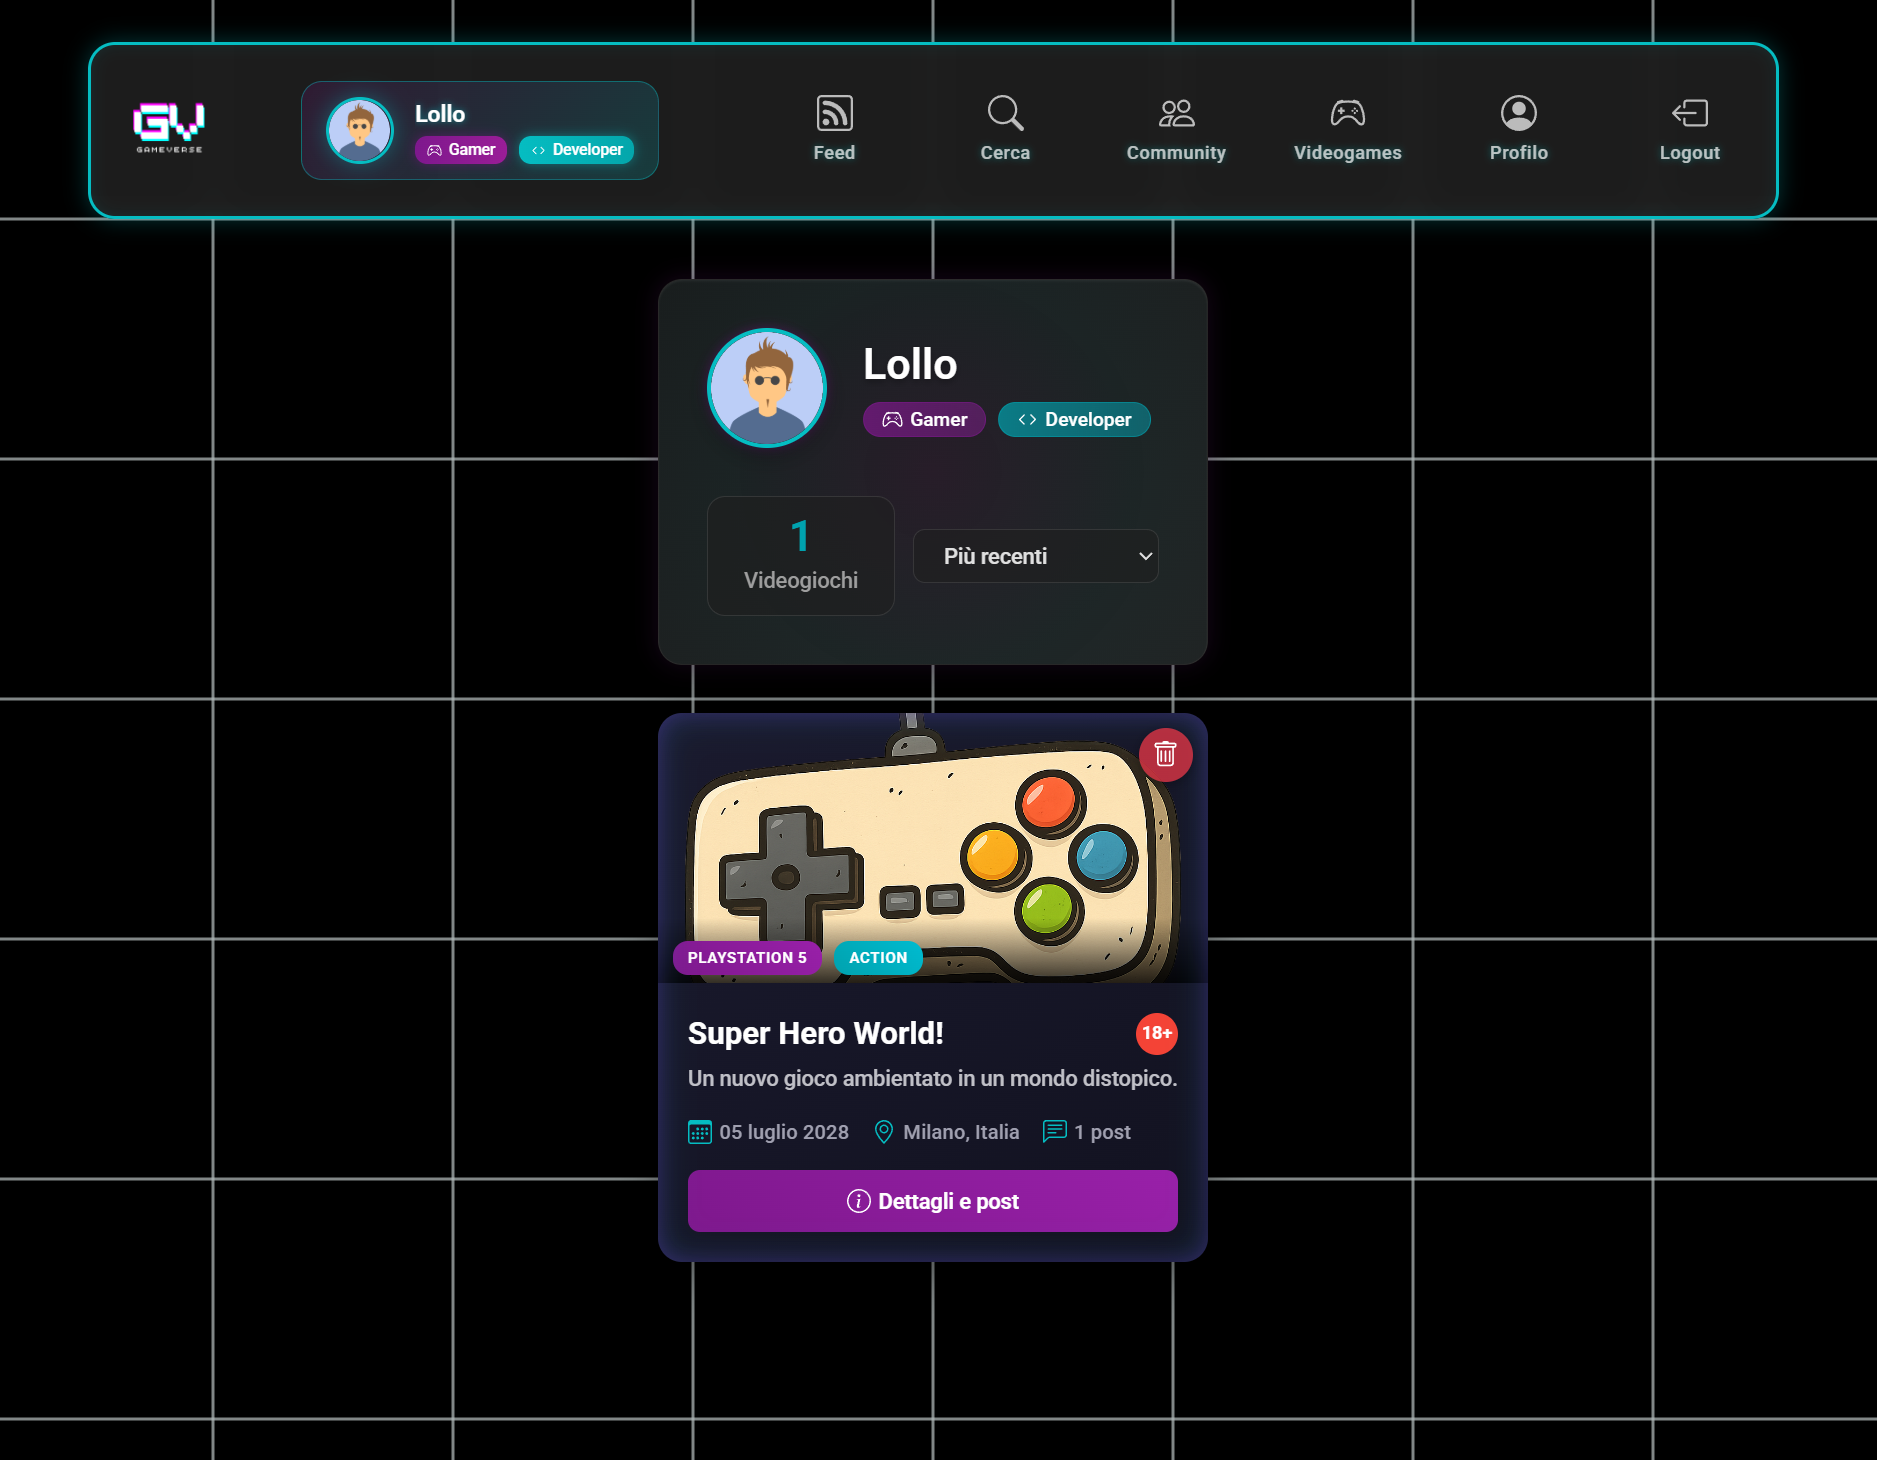 GV
GAMEVERSE
Lollo
Gamer
Developer
Feed
Cerca
Community
Videogames
Profilo
Logout
Lollo
Gamer
Developer
1
Videogiochi
Più recenti
PLAYSTATION 5
ACTION
Super Hero World!
18+
Un nuovo gioco ambientato in un mondo distopico.
05 luglio 2028
Milano, Italia
1 post
Dettagli e post